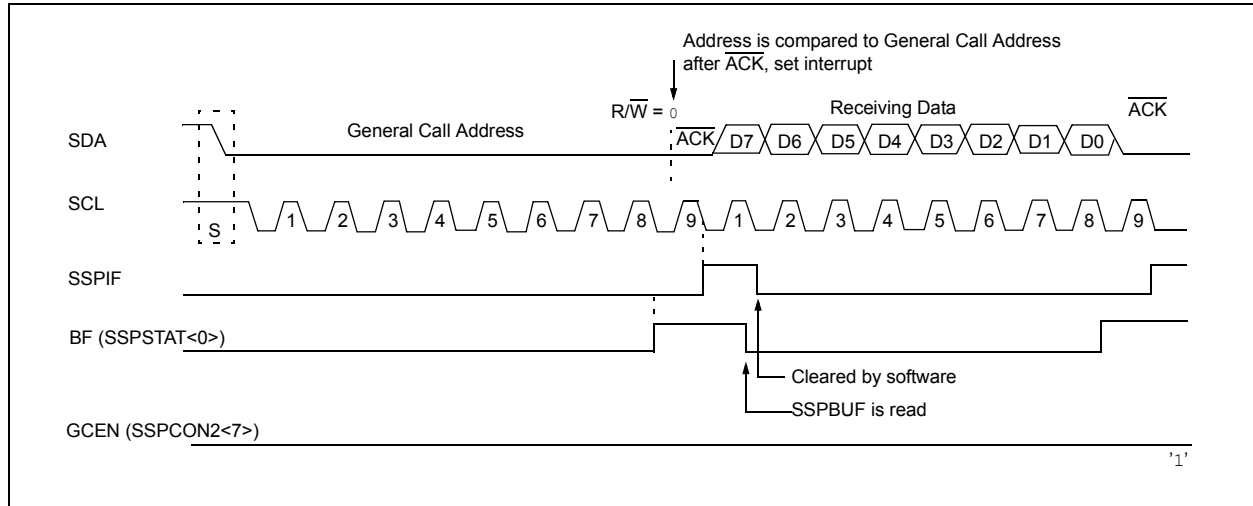 Address is compared to General Call Address
after ACK, set interrupt
R/W = 0
Receiving Data
ACK
SDA
General Call Address
ACK D7 D6 D5 D4 D3 D2 D1 D0
SCL
S
1 2 3 4 5 6 7 8 9 1 2 3 4 5 6 7 8 9
SSPIF
BF (SSPSTAT<0>)
Cleared by software
SSPBUF is read
GCEN (SSPCON2<7>)
'1'